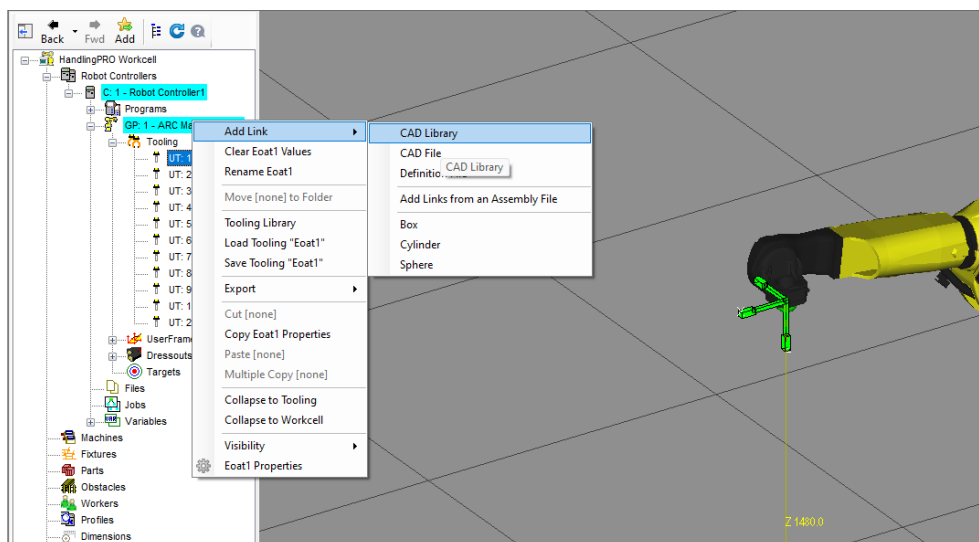 Back
Fwd
Add
HandlingPRO Workcell
Robot Controllers
C: 1 - Robot Controller1
Programs
GP: 1 - ARC Ma
Tooling
UT: 1
UT: 2
UT: 3
UT: 4
UT: 5
UT: 6
UT: 7
UT: 8
UT: 9
UT: 1
UT: 2
UserFram
Dressouts
Targets
Files
Jobs
Variables
Machines
Fixtures
Parts
Obstacles
Workers
Profiles
Dimensions
Add Link
Clear Eoat1 Values
Rename Eoat1
Move [none] to Folder
Tooling Library
Load Tooling "Eoat1"
Save Tooling "Eoat1"
Export
Cut [none]
Copy Eoat1 Properties
Paste [none]
Multiple Copy [none]
Collapse to Tooling
Collapse to Workcell
Visibility
Eoat1 Properties
CAD Library
CAD File
CAD Library
Add Links from an Assembly File
Box
Cylinder
Sphere
Z 1480.0